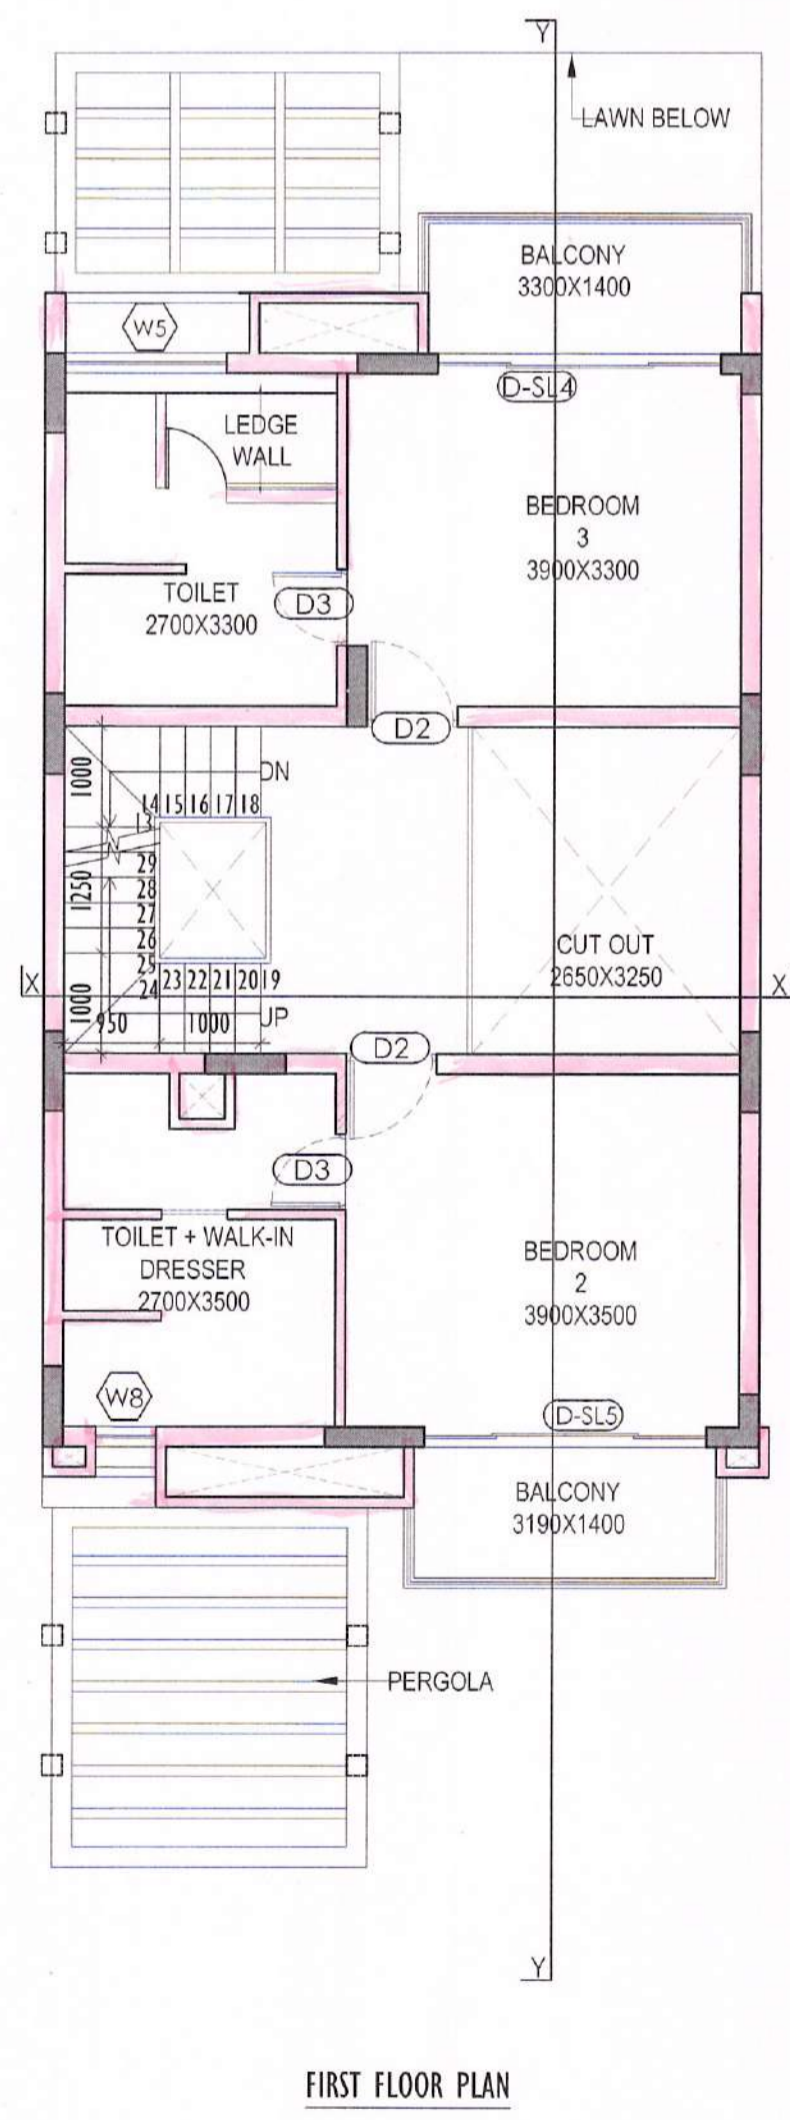 Y
LAWN BELOW
BALCONY
3300X1400
W5
D-SL4
LEDGE
WALL
BEDROOM
3
3900X3300
TOILET
2700X3300
D3
D2
1000
DN
14 15 16 17 18
13
29
28
1250
27
26
25
24
23 22 21 20 19
CUT OUT
2650X3250
X
X
1000
950
1000
UP
D2
D3
TOILET + WALK-IN
DRESSER
2700X3500
BEDROOM
2
3900X3500
W8
D-SL5
BALCONY
3190X1400
PERGOLA
Y
FIRST FLOOR PLAN